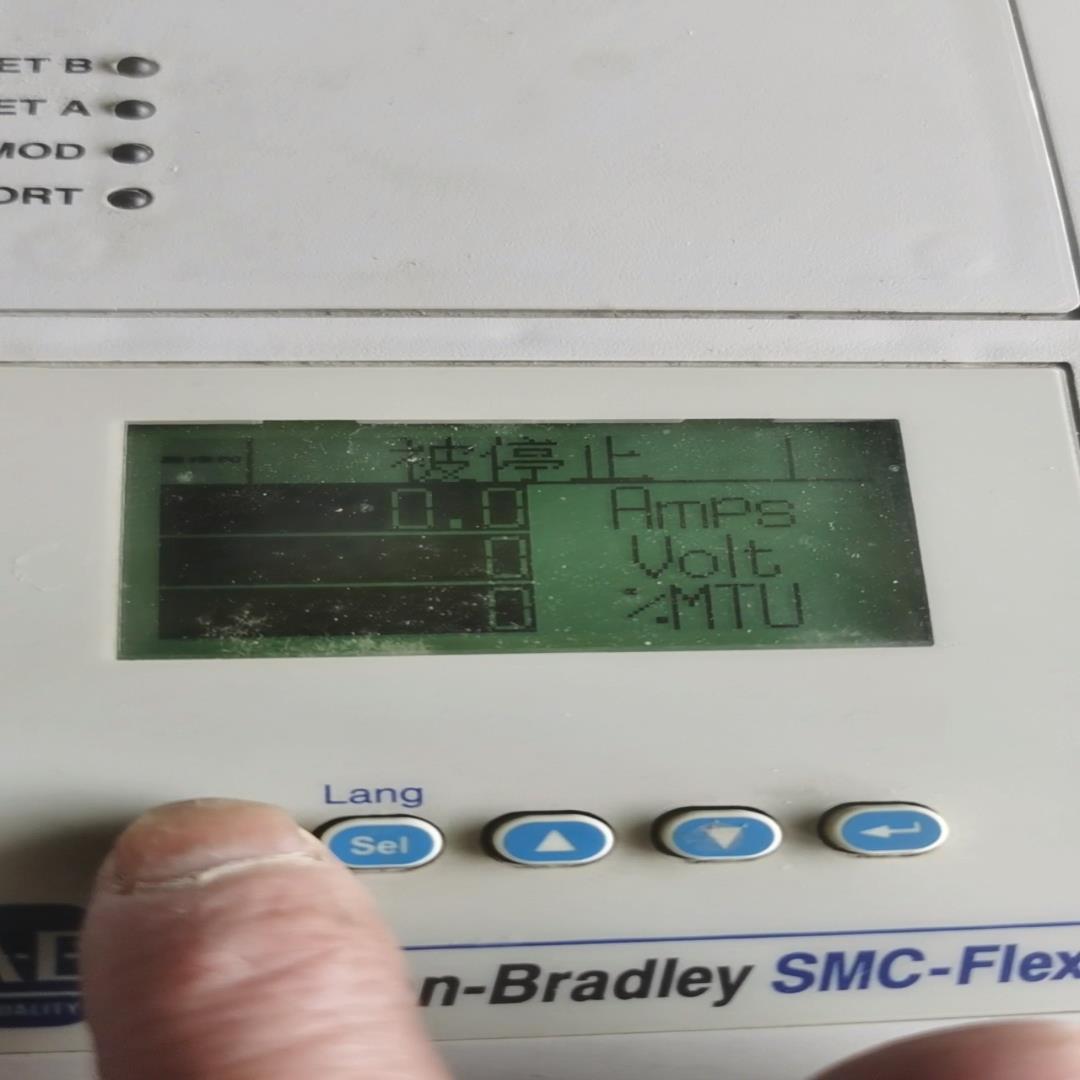 ET B
ET A
MOD
ORT
被停止
0.0 Amps
0 Volt
0 %MTU
Lang
Sel
n-Bradley SMC-Flex